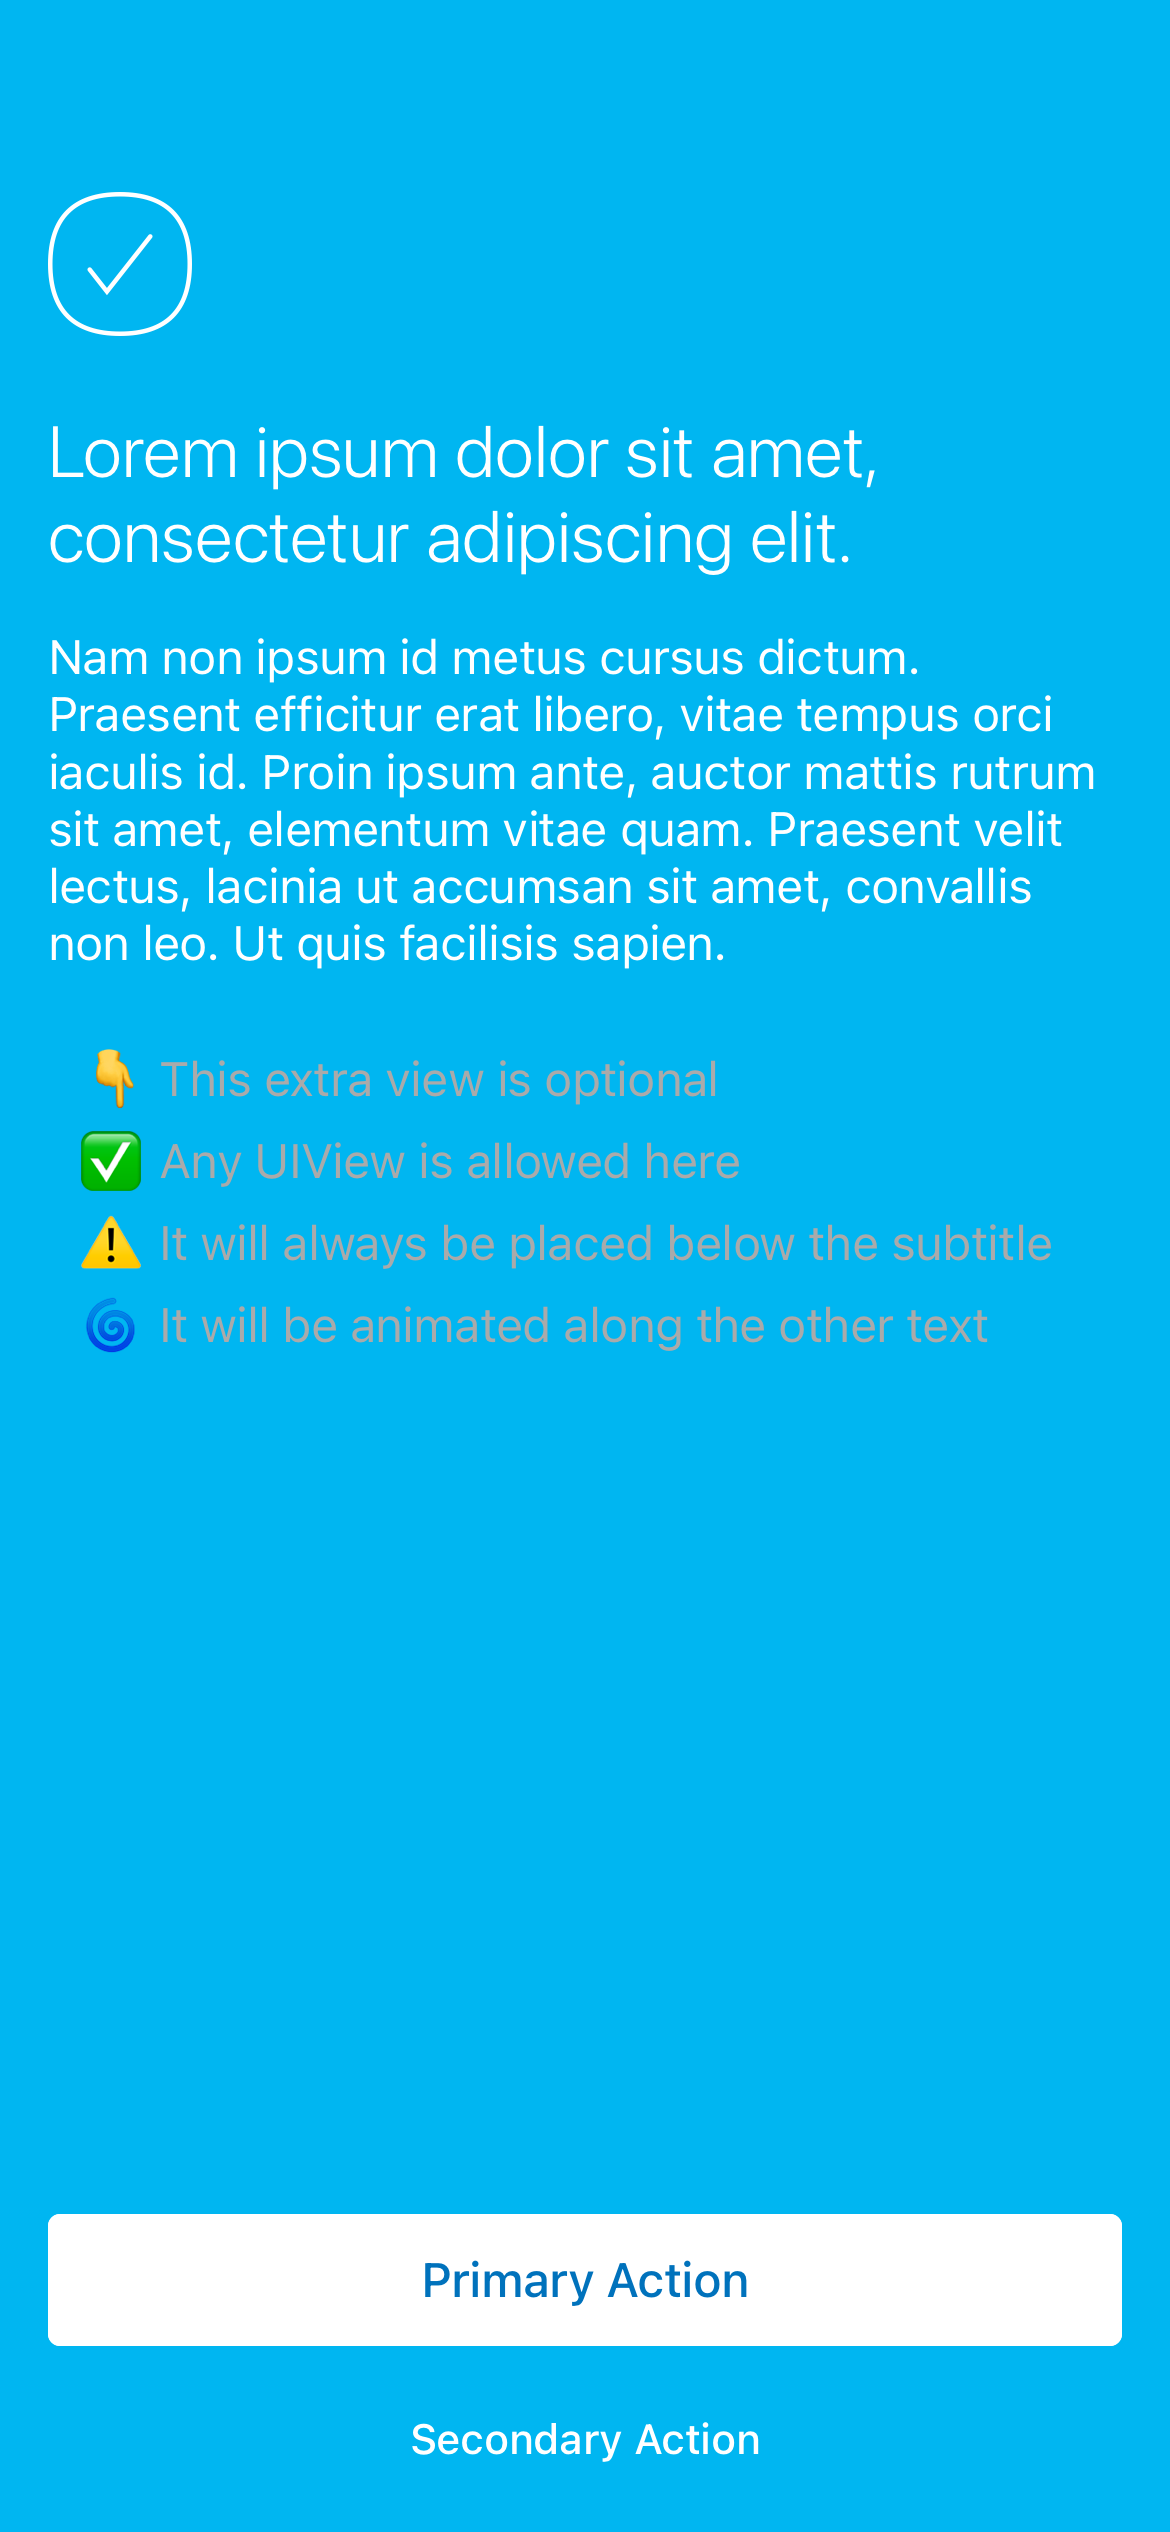 Lorem ipsum dolor sit amet,
consectetur adipiscing elit.
Nam non ipsum id metus cursus dictum.
Praesent efficitur erat libero, vitae tempus orci
iaculis id. Proin ipsum ante, auctor mattis rutrum
sit amet, elementum vitae quam. Praesent velit
lectus, lacinia ut accumsan sit amet, convallis
non leo. Ut quis facilisis sapien.
👇 This extra view is optional
✅ Any UIView is allowed here
⚠️ It will always be placed below the subtitle
🌀 It will be animated along the other text
Primary Action
Secondary Action